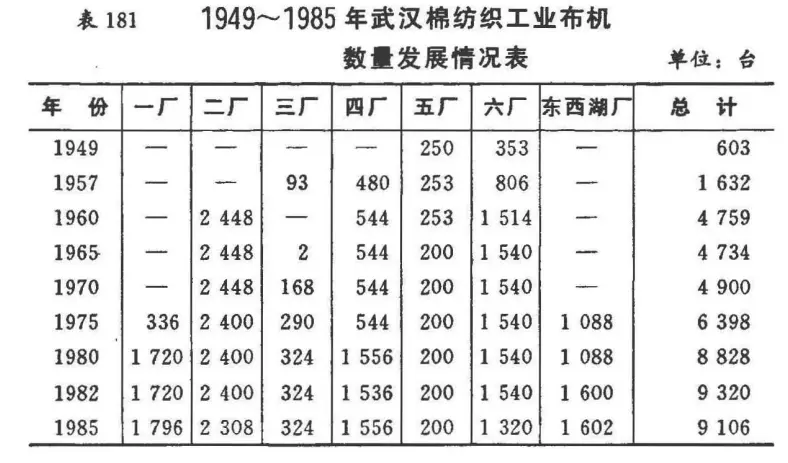 表 181 1949～1985 年武汉棉纺织工业布机
数量发展情况表 单位：台
年 份 一厂 二厂 三厂 四厂 五厂 六厂 东西湖厂 总 计
1949 — — — — 250 353 — 603
1957 — — 93 480 253 806 — 1 632
1960 — 2 448 — 544 253 1 514 — 4 759
1965 — 2 448 2 544 200 1 540 — 4 734
1970 — 2 448 168 544 200 1 540 — 4 900
1975 336 2 400 290 544 200 1 540 1 088 6 398
1980 1 720 2 400 324 1 556 200 1 540 1 088 8 828
1982 1 720 2 400 324 1 536 200 1 540 1 600 9 320
1985 1 796 2 308 324 1 556 200 1 320 1 602 9 106